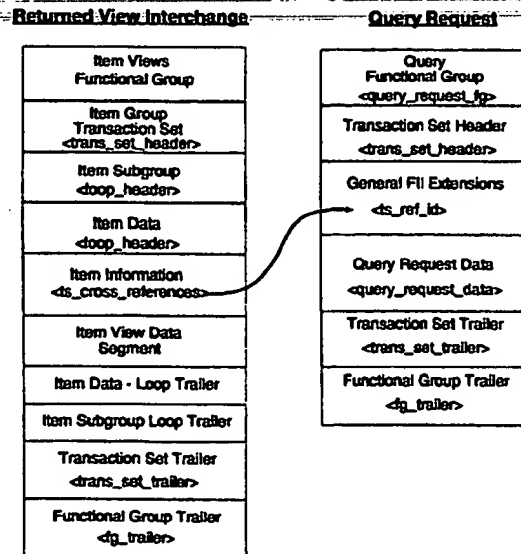 Returned View Interchange
Item Views
Functional Group
Item Group
Transaction Set
<trans_set_header>
Item Subgroup
<loop_header>
Item Data
<loop_header>
Item Information
<ts_cross_references>
Item View Data
Segment
Item Data - Loop Trailer
Item Subgroup Loop Trailer
Transaction Set Trailer
<trans_set_trailer>
Functional Group Trailer
<fg_trailer>
Query Request
Query
Functional Group
<query_request_fg>
Transaction Set Header
<trans_set_header>
General FII Extensions
<ts_ref_id>
Query Request Data
<query_request_data>
Transaction Set Trailer
<trans_set_trailer>
Functional Group Trailer
<fg_trailer>